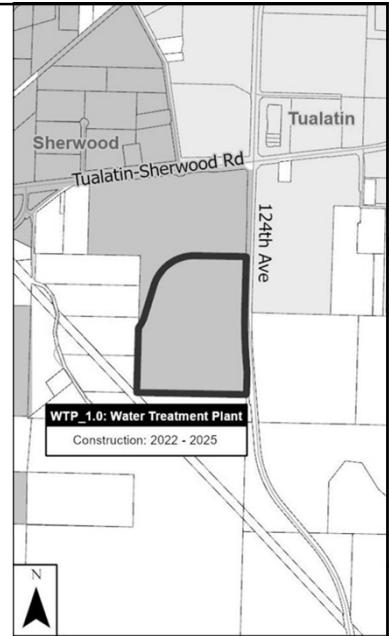 Tualatin
Sherwood
Tualatin-Sherwood Rd
124th Ave
WTP_1.0: Water Treatment Plant
Construction: 2022 - 2025
N